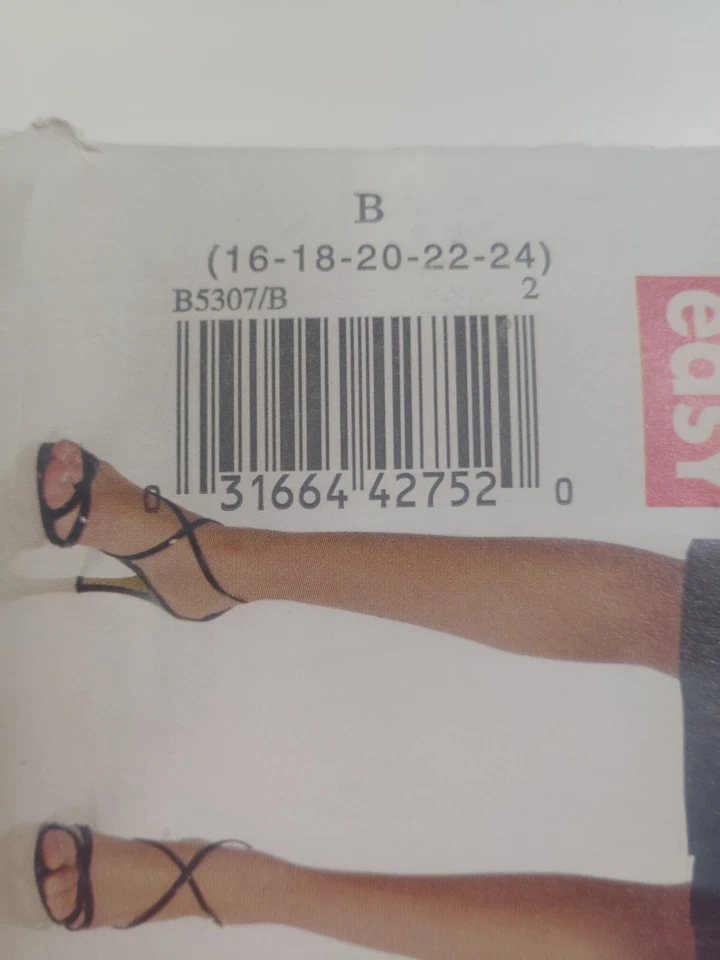 B
(16-18-20-22-24)
B5307/B 2
0 31664 42752 0
easy